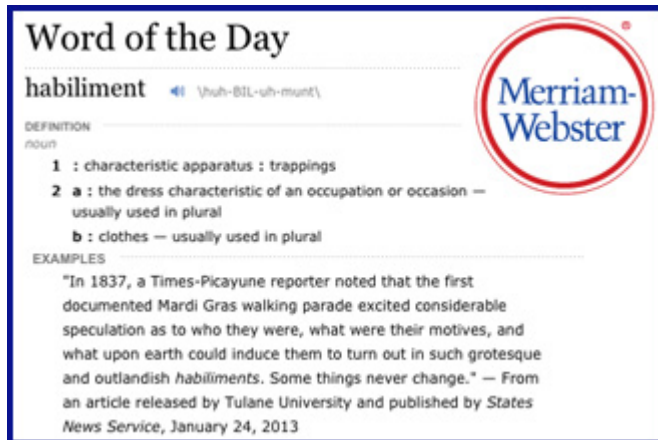 Word of the Day
habiliment \huh-BIL-uh-munt\
Merriam-
Webster
®
DEFINITION
noun
1 : characteristic apparatus : trappings
2 a : the dress characteristic of an occupation or occasion —
usually used in plural
b : clothes — usually used in plural
EXAMPLES
"In 1837, a Times-Picayune reporter noted that the first
documented Mardi Gras walking parade excited considerable
speculation as to who they were, what were their motives, and
what upon earth could induce them to turn out in such grotesque
and outlandish habiliments. Some things never change." — From
an article released by Tulane University and published by States
News Service, January 24, 2013